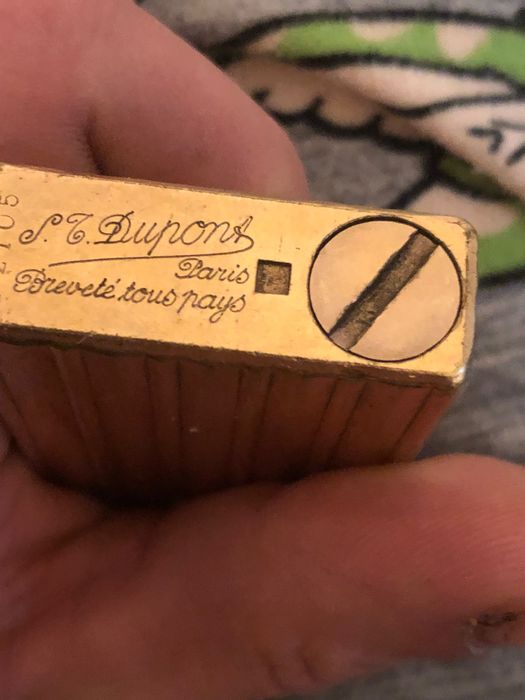 S.T. Dupont
Paris
Breveté tous pays